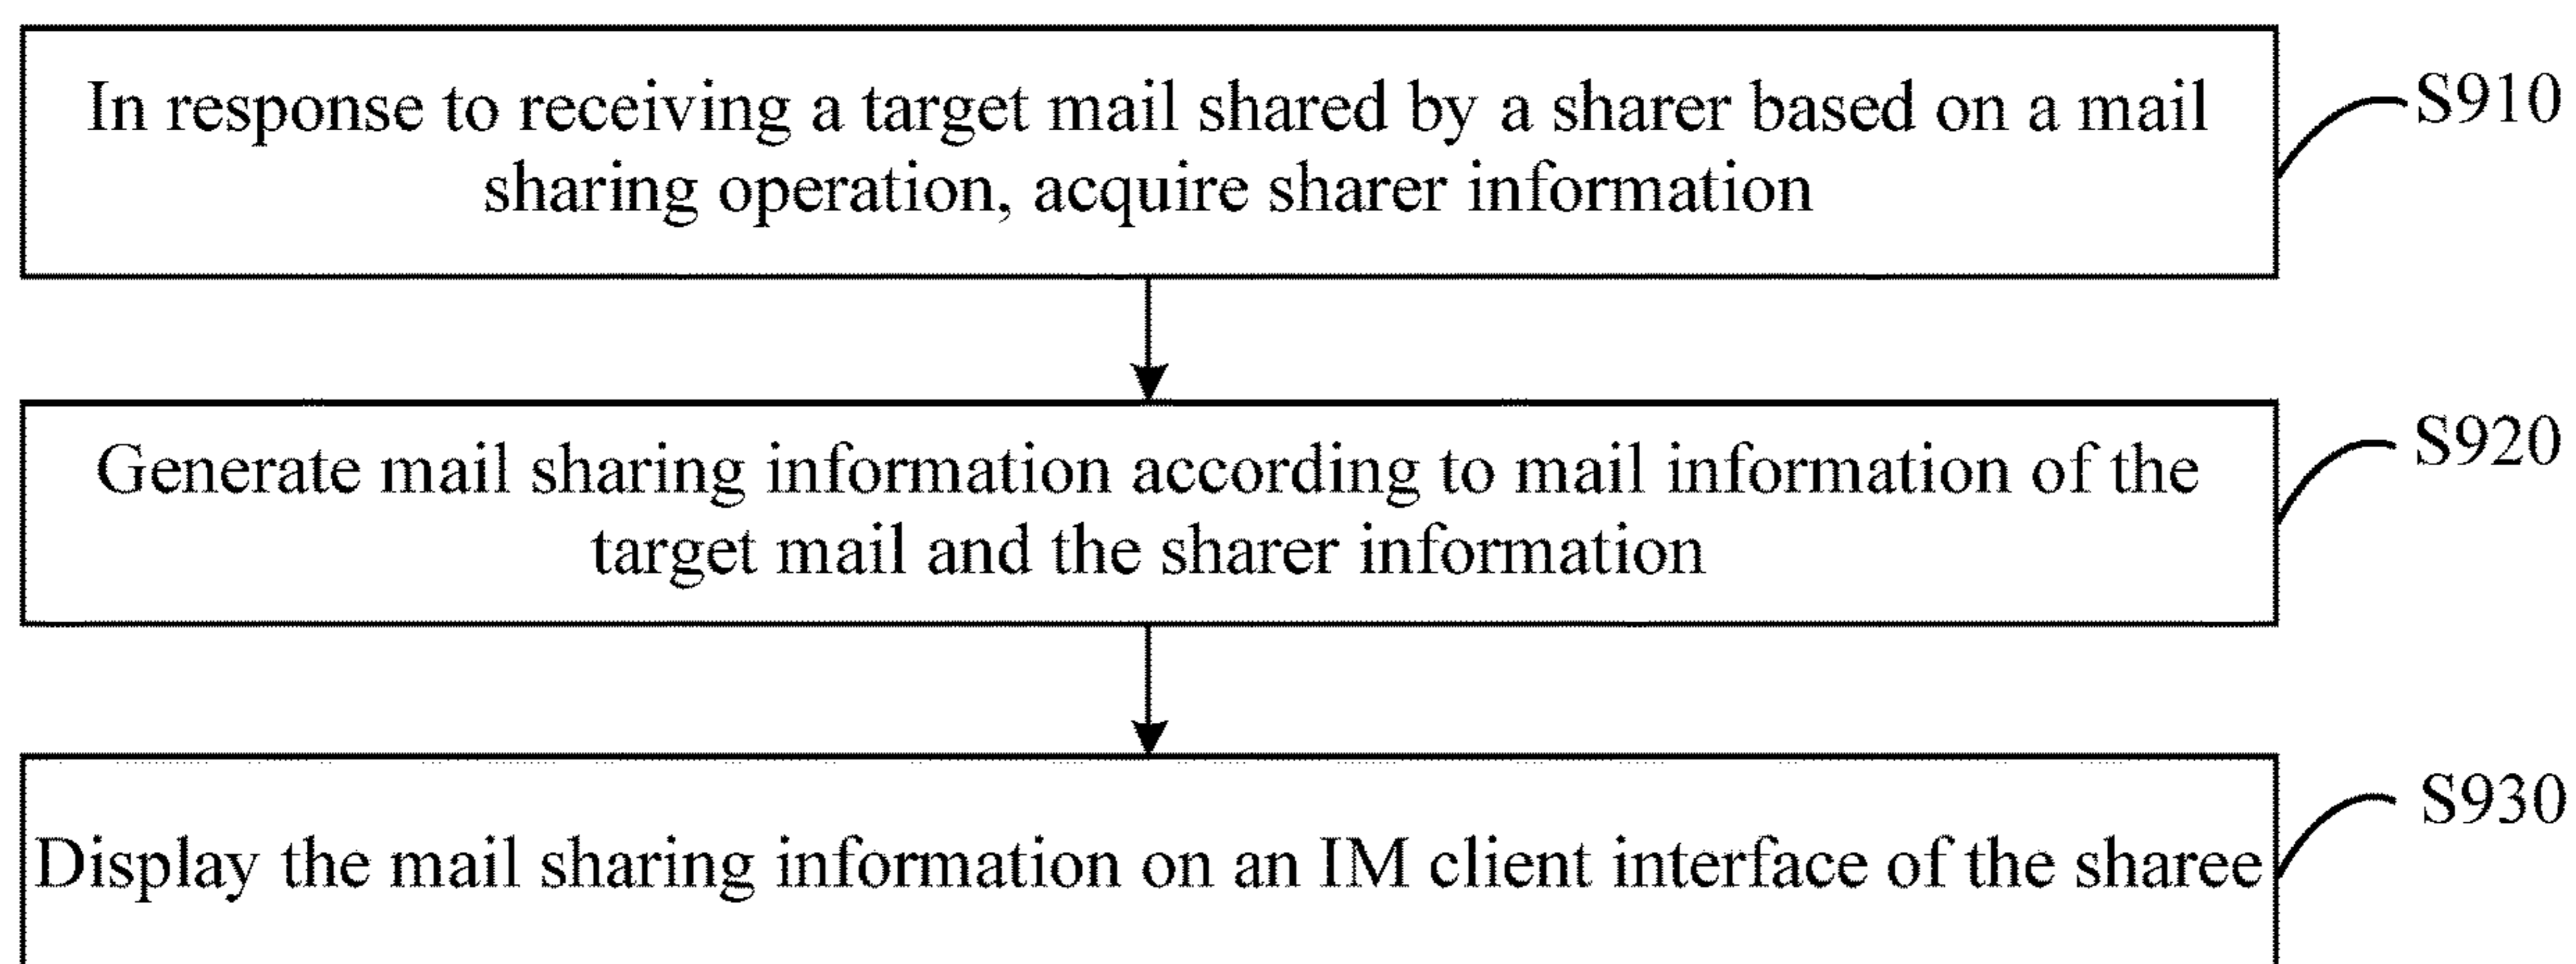 In response to receiving a target mail shared by a sharer based on a mail
sharing operation, acquire sharer information
S910
Generate mail sharing information according to mail information of the
target mail and the sharer information
S920
Display the mail sharing information on an IM client interface of the sharee
S930